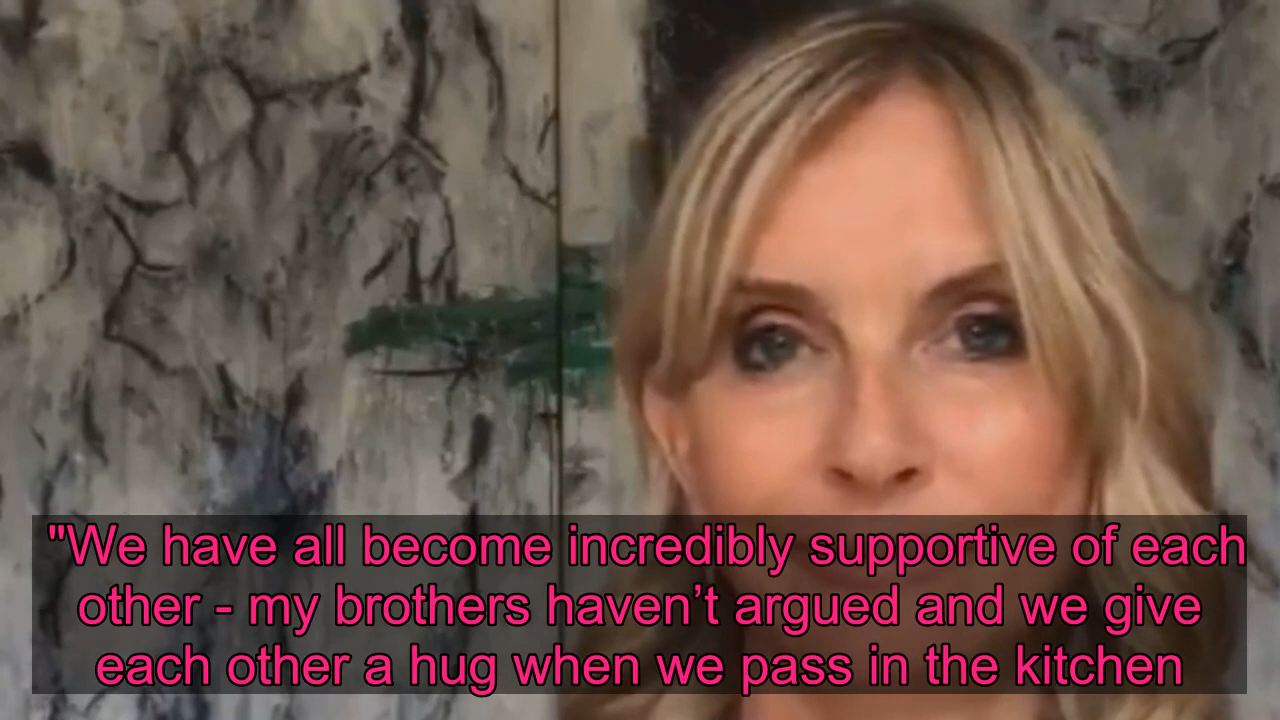 "We have all become incredibly supportive of each
other - my brothers haven’t argued and we give
each other a hug when we pass in the kitchen